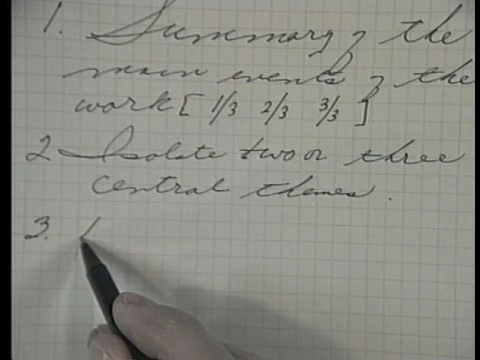 1. Summary of the
main events of the
work [ 1/3 2/3 3/3 ]
2 Isolate two or three
central themes.
3.